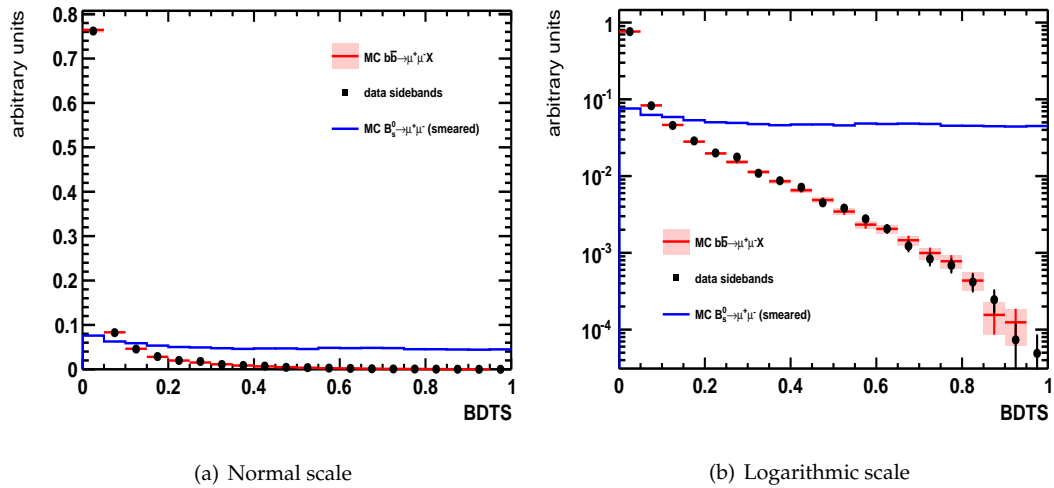 arbitrary units
0.8
0.7
0.6
0.5
0.4
0.3
0.2
0.1
0
MC bb̅→μ⁺μ⁻X
data sidebands
MC B⁰ₛ→μ⁺μ⁻ (smeared)
0 0.2 0.4 0.6 0.8 1
BDTS
(a) Normal scale
arbitrary units
1
10⁻¹
10⁻²
10⁻³
10⁻⁴
MC bb̅→μ⁺μ⁻X
data sidebands
MC B⁰ₛ→μ⁺μ⁻ (smeared)
0 0.2 0.4 0.6 0.8 1
BDTS
(b) Logarithmic scale